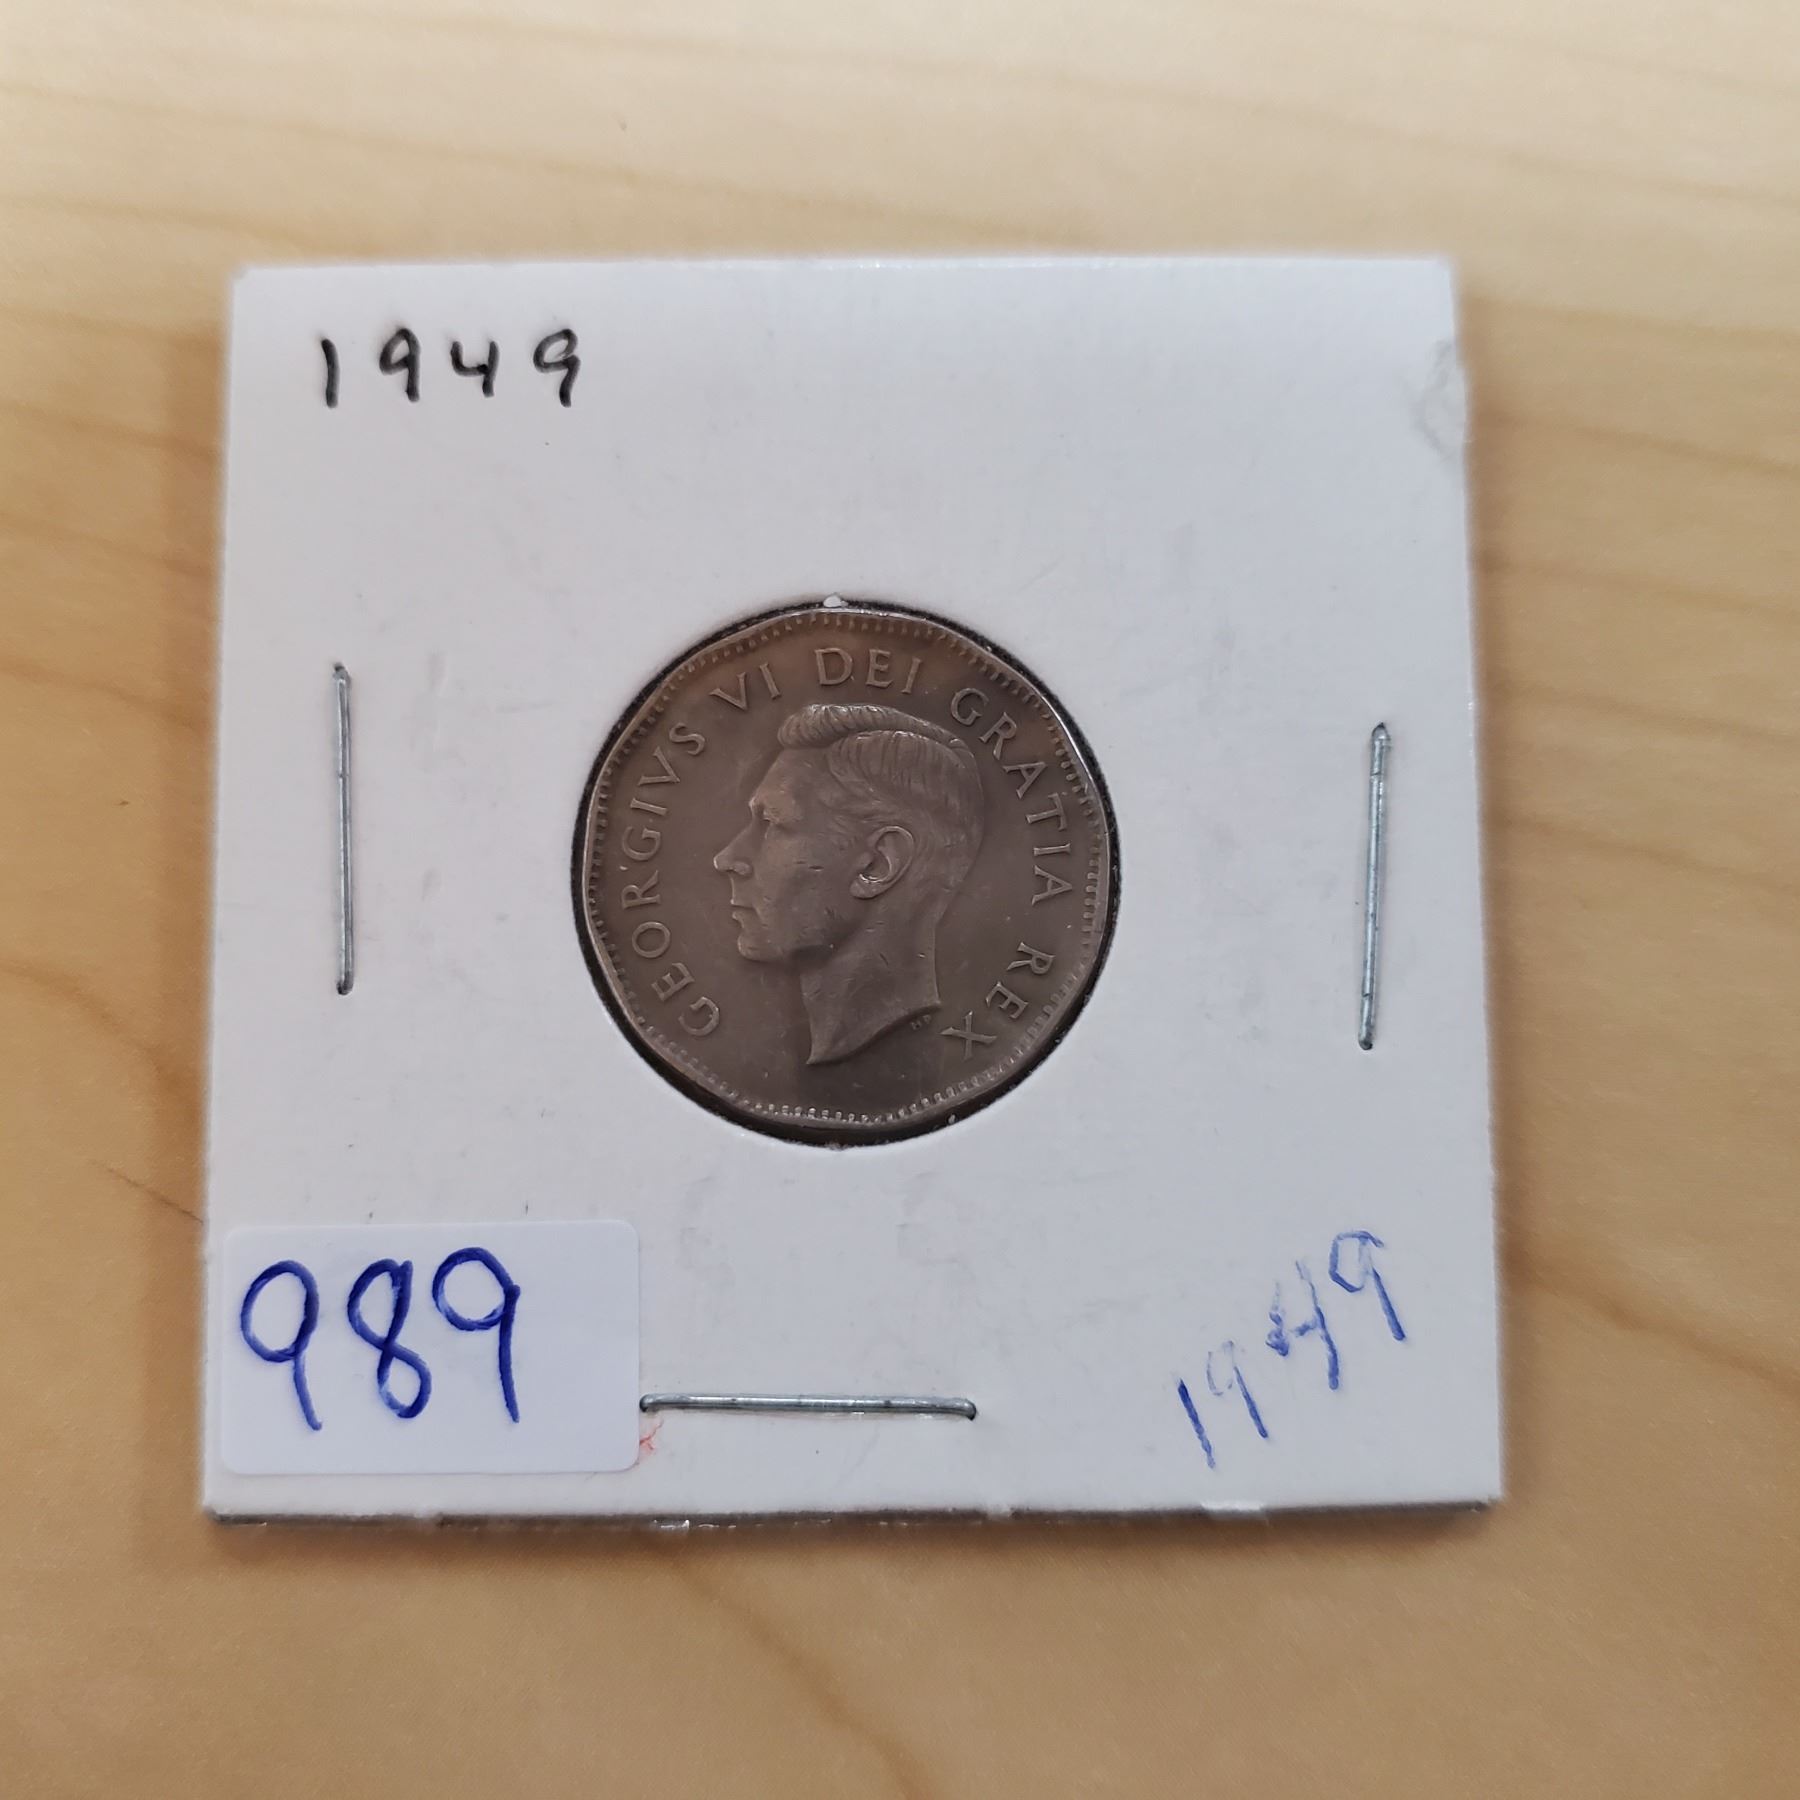 1949
GEORGIVS VI DEI GRATIA REX
HP
989
1949